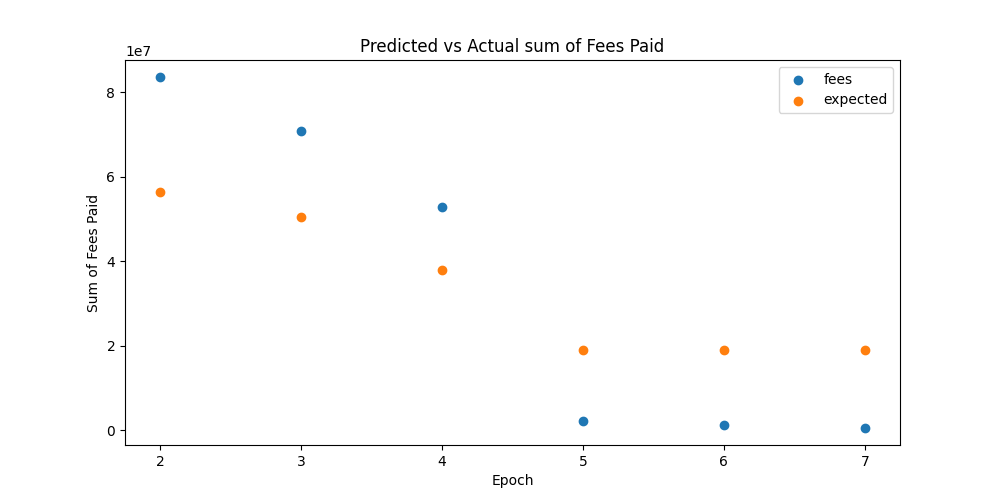 Predicted vs Actual sum of Fees Paid
1e7
fees
expected
8
6
4
2
0
Sum of Fees Paid
2 3 4 5 6 7
Epoch